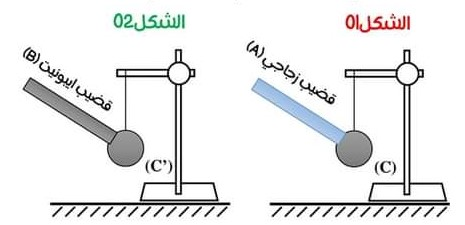 الشكل01
قضيب زجاجي (A)
(C)
الشكل02
قضيب ايبونيت (B)
(C')